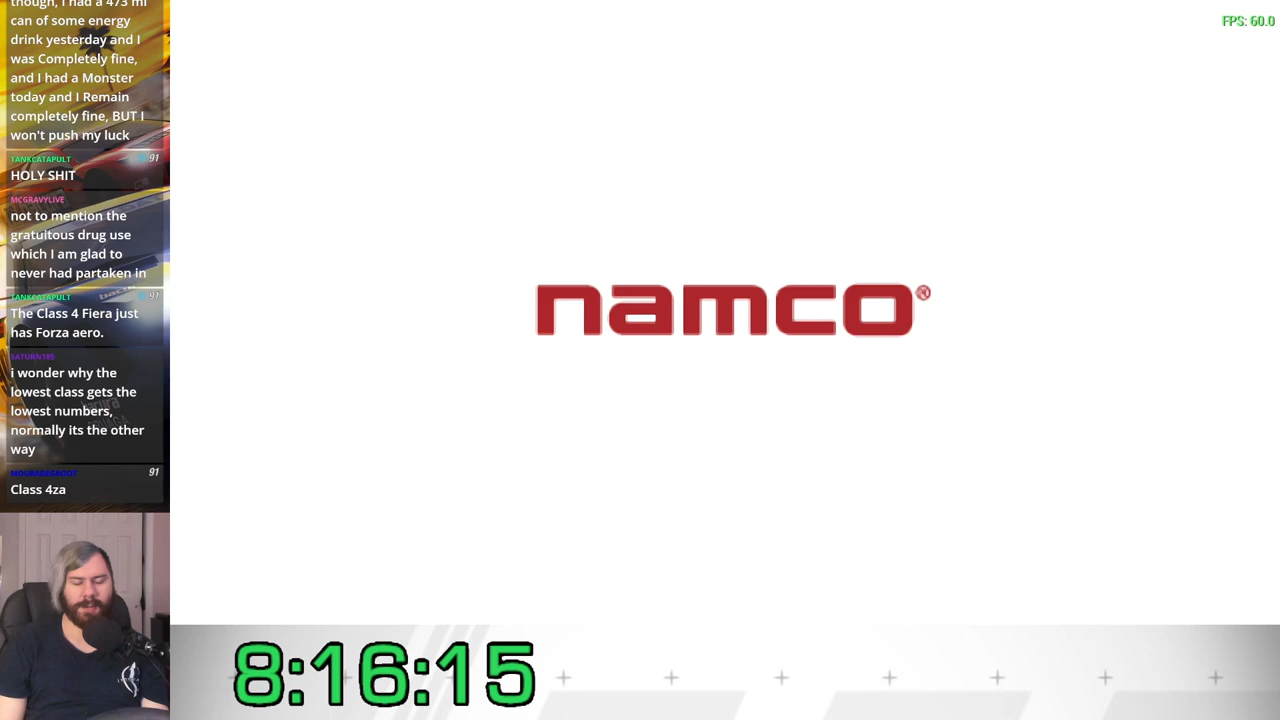 though, I had a 473 ml
can of some energy
drink yesterday and I
was Completely fine,
and I had a Monster
today and I Remain
completely fine, BUT I
won't push my luck
TANKCATAPULT 91
HOLY SHIT
MCGRAVYLIVE
not to mention the
gratuitous drug use
which I am glad to
never had partaken in
TANKCATAPULT 91
The Class 4 Fiera just
has Forza aero.
SATURN185
i wonder why the
lowest class gets the
lowest numbers,
normally its the other
way
91
Class 4za
FPS: 60.0
namco®
8:16:15